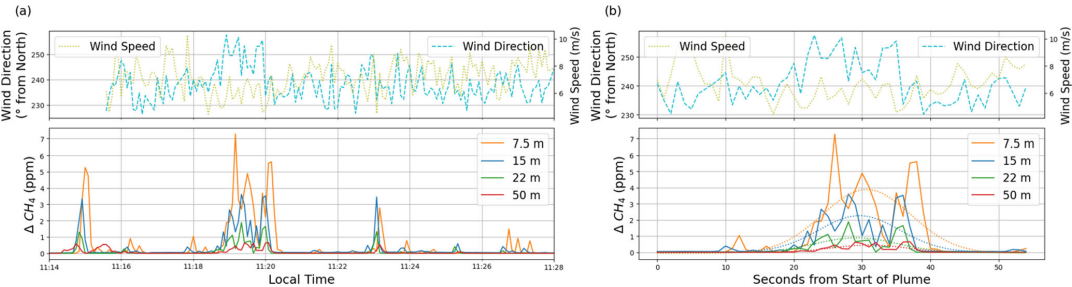 (a)
Wind Direction
(° from North)
250
240
230
Wind Speed
Wind Direction
10
8
6
Wind Speed (m/s)
Δ CH₄ (ppm)
7
6
5
4
3
2
1
0
7.5 m
15 m
22 m
50 m
11:14
11:16
11:18
11:20
11:22
11:24
11:26
11:28
Local Time
(b)
Wind Direction
(° from North)
260
250
240
230
Wind Speed
Wind Direction
10
8
6
Wind Speed (m/s)
Δ CH₄ (ppm)
7
6
5
4
3
2
1
0
7.5 m
15 m
22 m
50 m
0
10
20
30
40
50
Seconds from Start of Plume